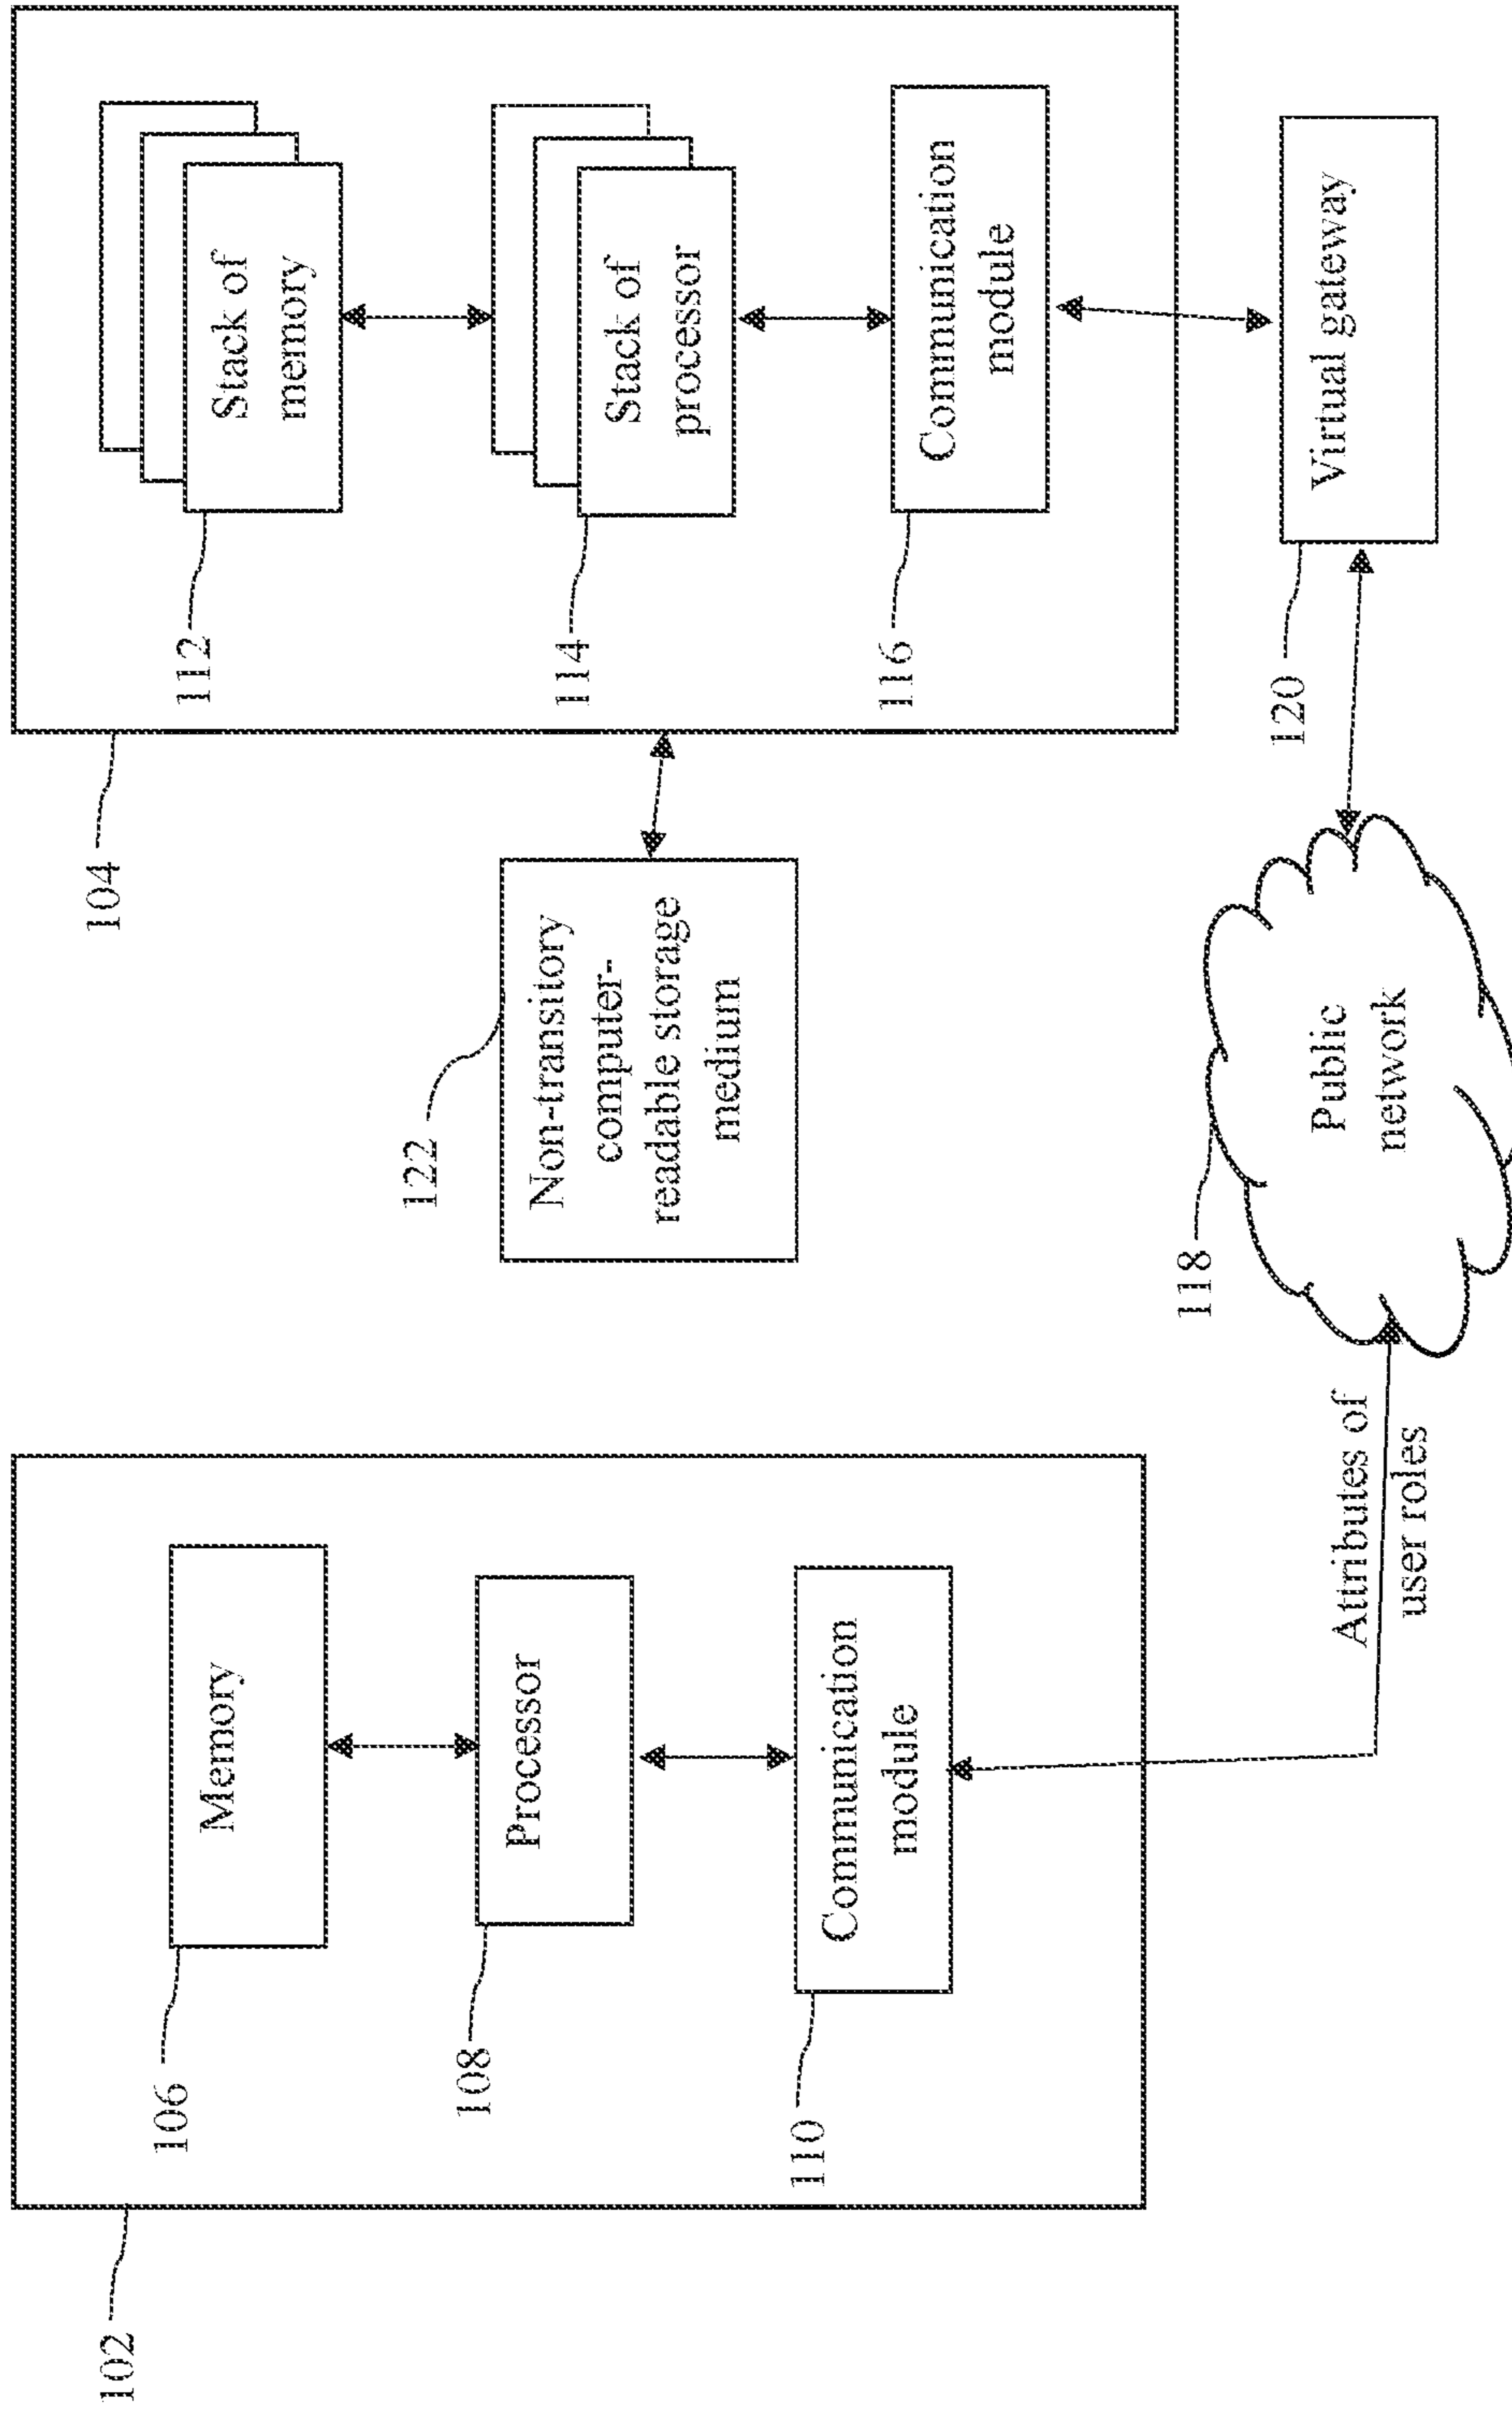 102
106
Memory
108
Processor
110
Communication
module
Attributes of
user roles
118
Public
network
122
Non-transitory
computer-
readable storage
medium
104
112
Stack of
memory
114
Stack of
processor
116
Communication
module
120
Virtual gateway